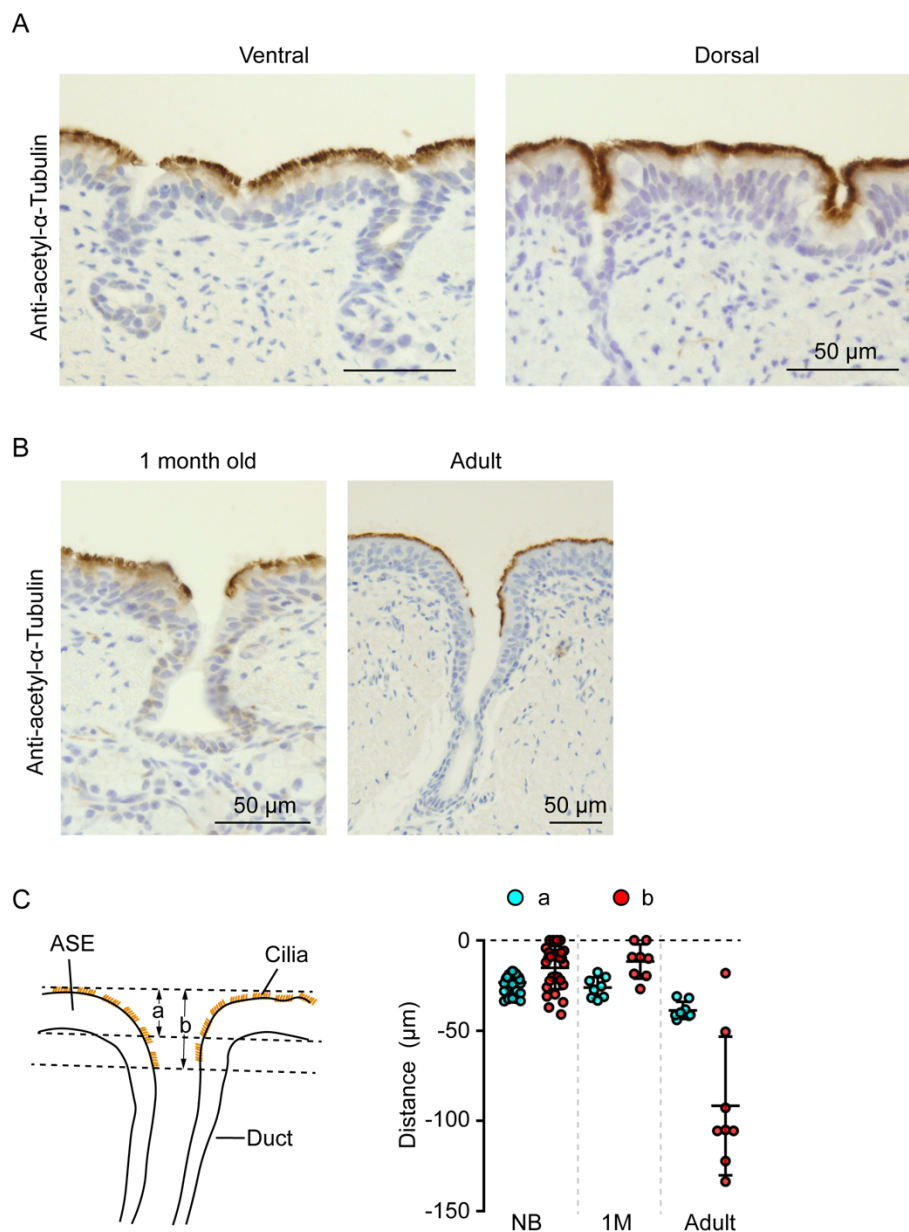 A
Ventral
Dorsal
Anti-acetyl-α-Tubulin
50 µm
B
1 month old
Adult
Anti-acetyl-α-Tubulin
50 µm
50 µm
C
a
b
ASE
Cilia
a
b
Duct
Distance (µm)
0
-50
-100
-150
NB
1M
Adult